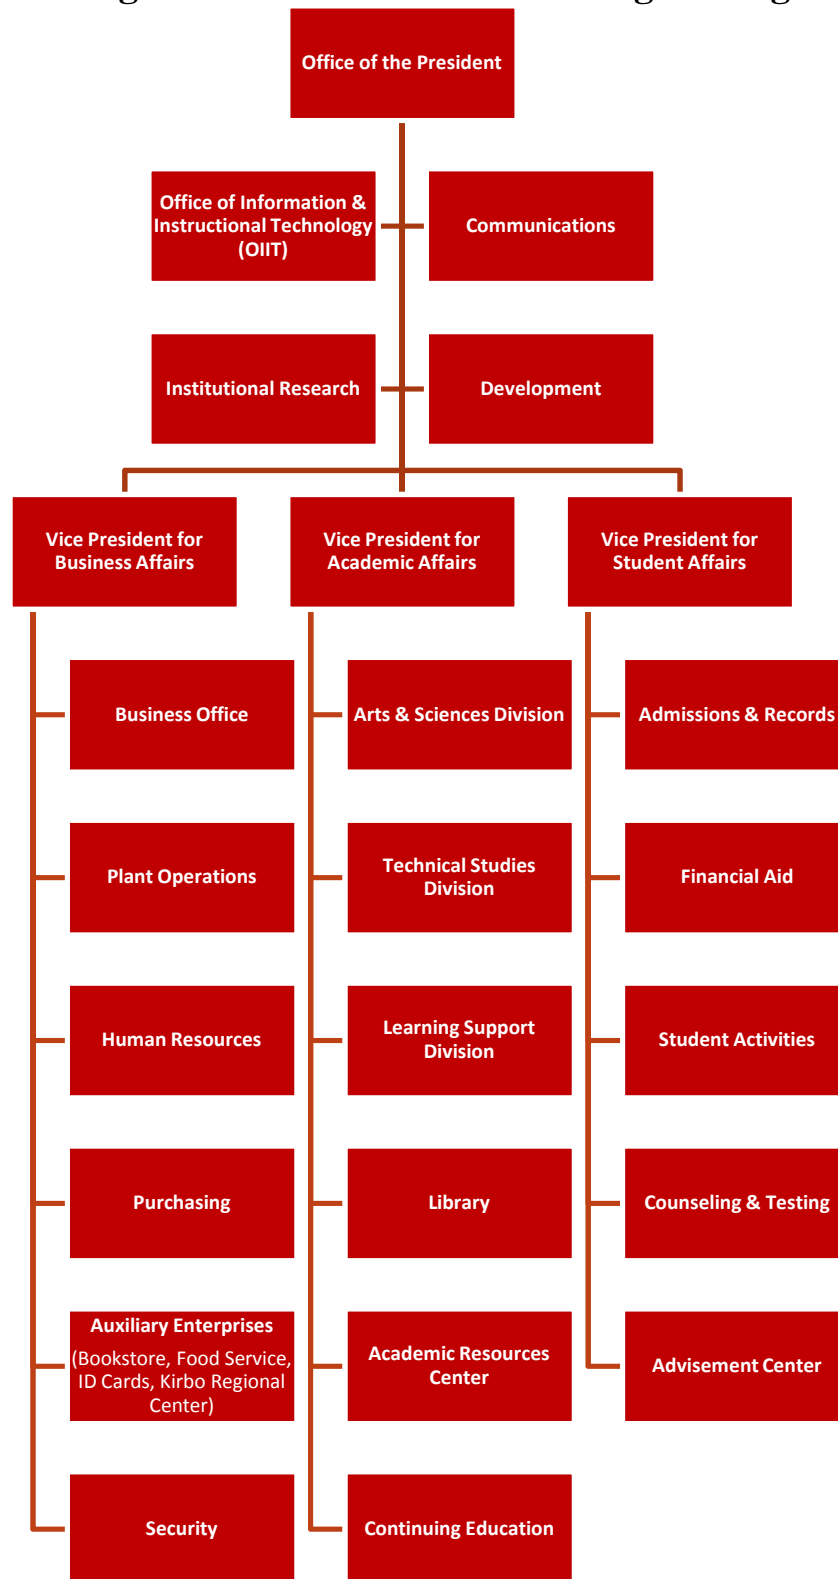 Office of the President
Office of Information &
Instructional Technology
(OIIT)
Communications
Institutional Research
Development
Vice President for
Business Affairs
Vice President for
Academic Affairs
Vice President for
Student Affairs
Business Office
Arts & Sciences Division
Admissions & Records
Plant Operations
Technical Studies
Division
Financial Aid
Human Resources
Learning Support
Division
Student Activities
Purchasing
Library
Counseling & Testing
Auxiliary Enterprises
(Bookstore, Food Service,
ID Cards, Kirbo Regional
Center)
Academic Resources
Center
Advisement Center
Security
Continuing Education